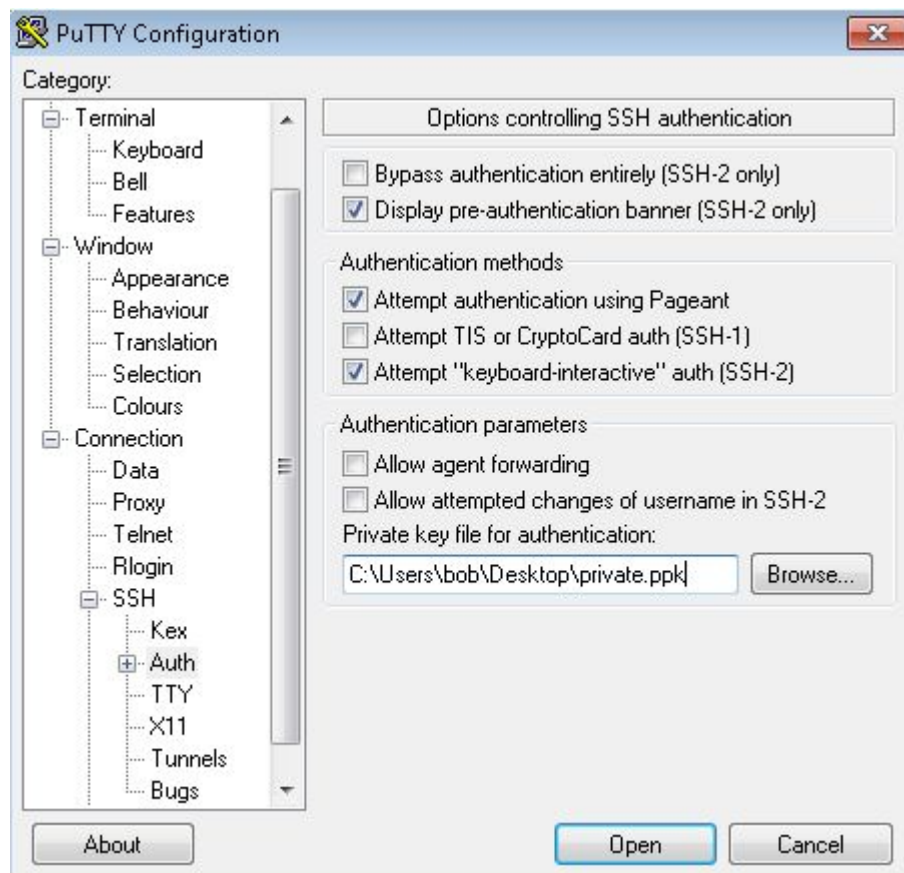 PuTTY Configuration
Category:
Terminal
Keyboard
Bell
Features
Window
Appearance
Behaviour
Translation
Selection
Colours
Connection
Data
Proxy
Telnet
Rlogin
SSH
Kex
Auth
TTY
X11
Tunnels
Bugs
Options controlling SSH authentication
Bypass authentication entirely (SSH-2 only)
Display pre-authentication banner (SSH-2 only)
Authentication methods
Attempt authentication using Pageant
Attempt TIS or CryptoCard auth (SSH-1)
Attempt "keyboard-interactive" auth (SSH-2)
Authentication parameters
Allow agent forwarding
Allow attempted changes of username in SSH-2
Private key file for authentication:
C:\Users\bob\Desktop\private.ppk
Browse...
About
Open
Cancel